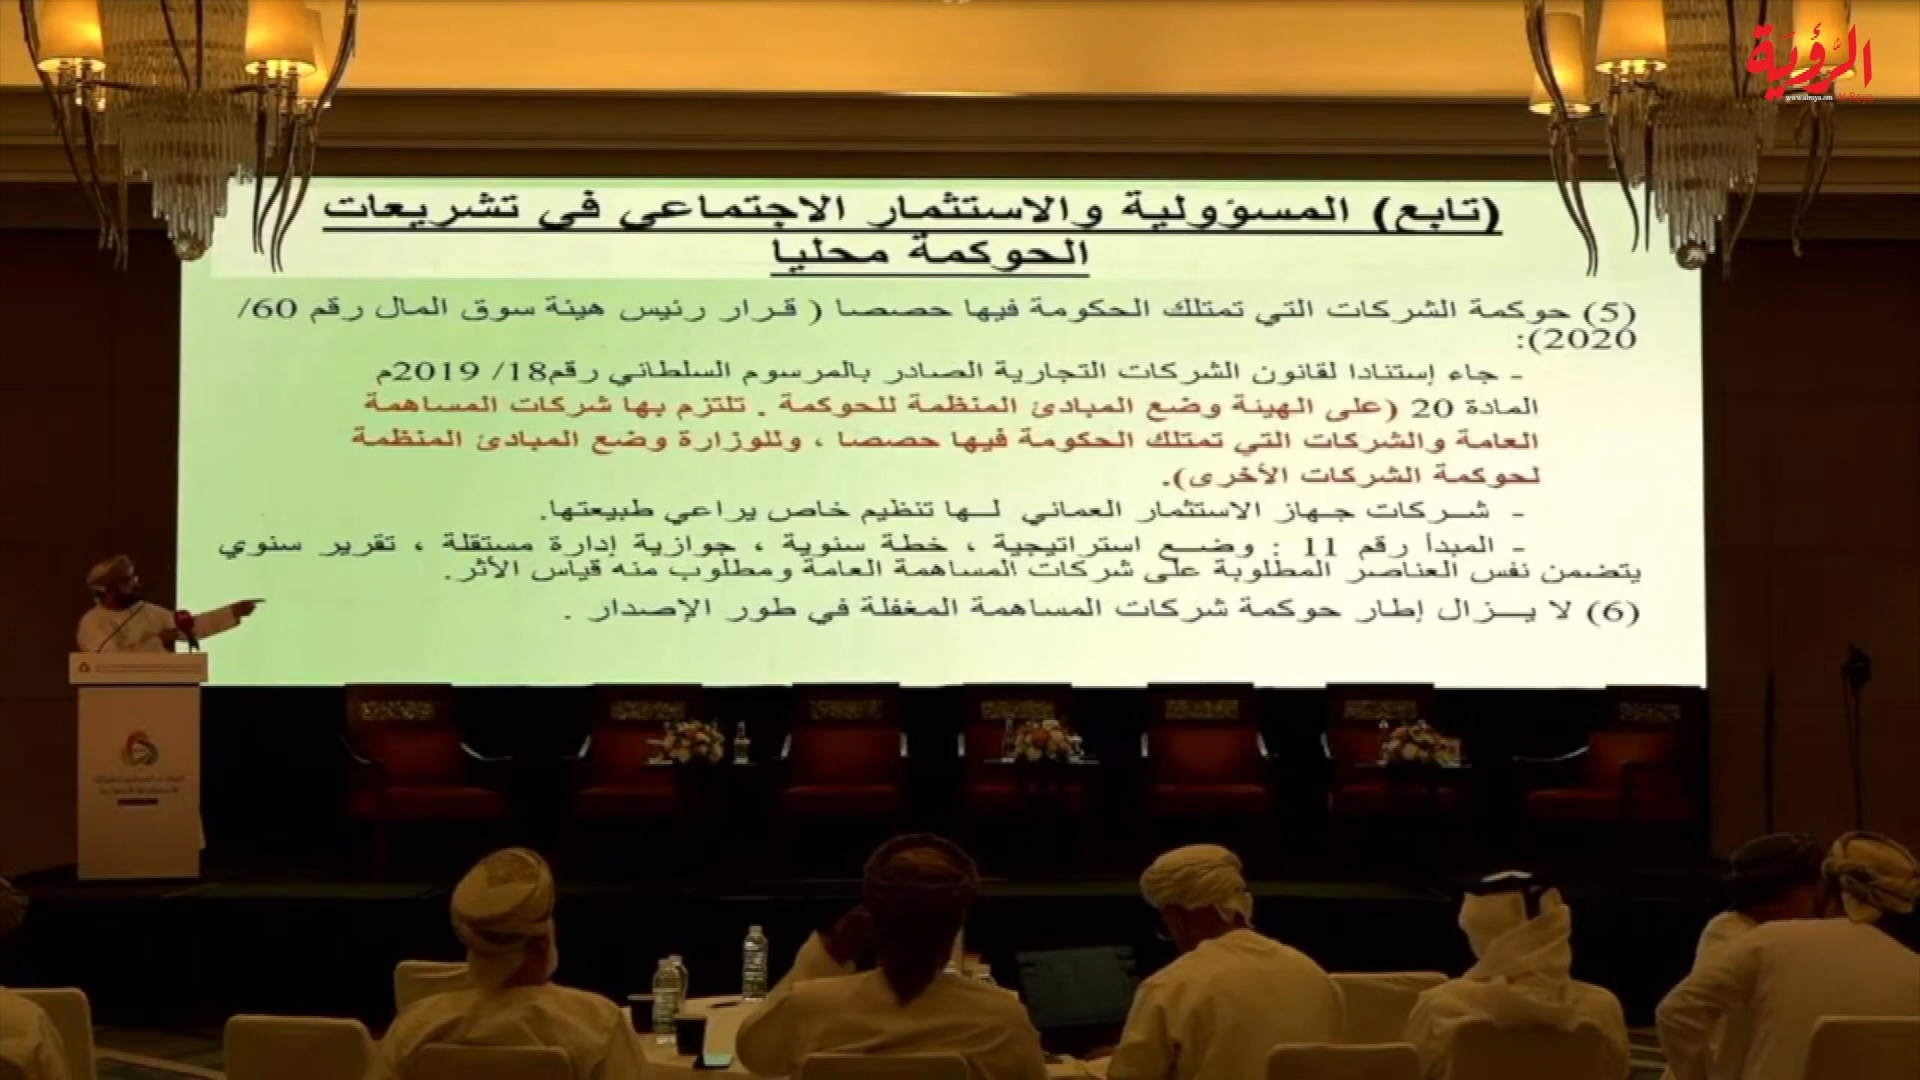 الرؤية
www.alroya.om
(تابع) المسؤولية والاستثمار الاجتماعي في تشريعات
الحوكمة محليا
(5) حوكمة الشركات التي تمتلك الحكومة فيها حصصا ( قرار رئيس هيئة سوق المال رقم 60/
2020):
- جاء إستنادا لقانون الشركات التجارية الصادر بالمرسوم السلطاني رقم18/ 2019م
المادة 20 (على الهيئة وضع المبادئ المنظمة للحوكمة . تلتزم بها شركات المساهمة
العامة والشركات التي تمتلك الحكومة فيها حصصا ، وللوزارة وضع المبادئ المنظمة
لحوكمة الشركات الأخرى).
- شركات جهاز الاستثمار العماني لها تنظيم خاص يراعي طبيعتها.
- المبدأ رقم 11 : وضع استراتيجية ، خطة سنوية ، جوازية إدارة مستقلة ، تقرير سنوي
يتضمن نفس العناصر المطلوبة على شركات المساهمة العامة ومطلوب منه قياس الأثر.
(6) لا يزال إطار حوكمة شركات المساهمة المغفلة في طور الإصدار .